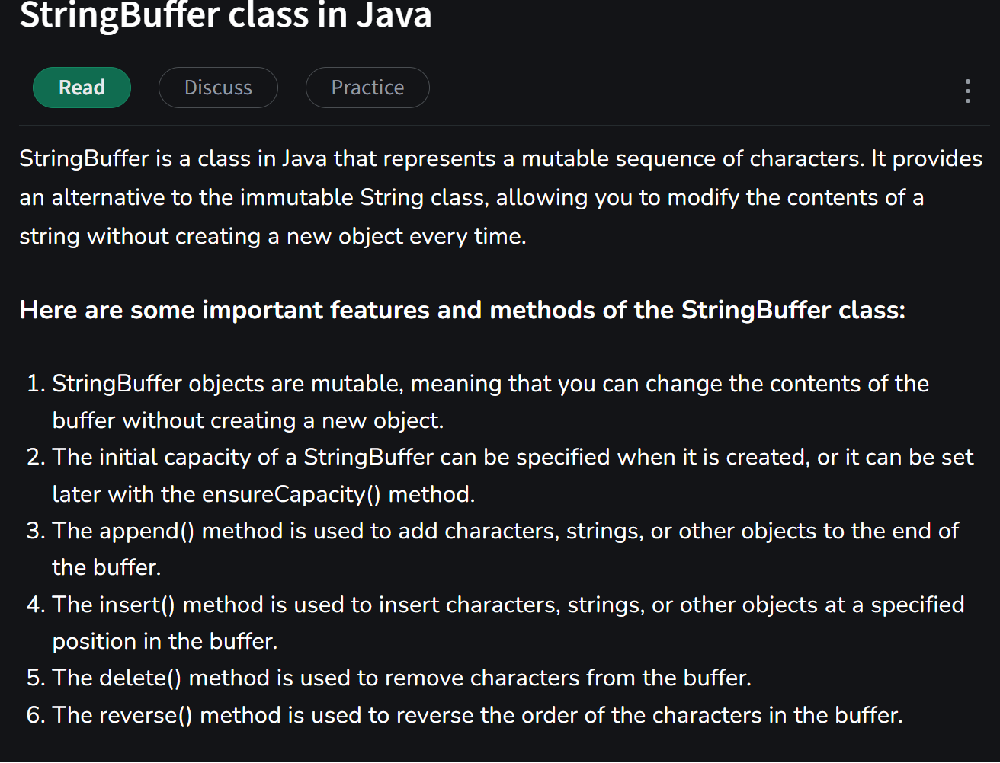 StringBuffer class in Java
Read
Discuss
Practice
StringBuffer is a class in Java that represents a mutable sequence of characters. It provides
an alternative to the immutable String class, allowing you to modify the contents of a
string without creating a new object every time.
Here are some important features and methods of the StringBuffer class:
1. StringBuffer objects are mutable, meaning that you can change the contents of the
buffer without creating a new object.
2. The initial capacity of a StringBuffer can be specified when it is created, or it can be set
later with the ensureCapacity() method.
3. The append() method is used to add characters, strings, or other objects to the end of
the buffer.
4. The insert() method is used to insert characters, strings, or other objects at a specified
position in the buffer.
5. The delete() method is used to remove characters from the buffer.
6. The reverse() method is used to reverse the order of the characters in the buffer.